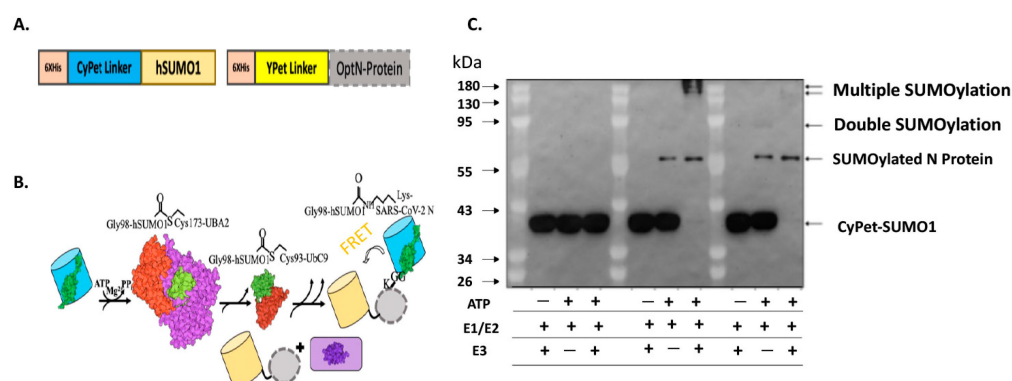 A.
6XHis CyPet Linker hSUMO1
6XHis YPet Linker OptN-Protein
B.
O
Gly98-hSUMO1 S Cys173-UBA2
ATP
Mg²⁺
PP
O
Gly98-hSUMO1 S Cys93-UbC9
O
Lys-
Gly98-hSUMO1 NH SARS-CoV-2 N
FRET
K GG
+
C.
kDa
180
130
95
55
43
34
26
Multiple SUMOylation
Double SUMOylation
SUMOylated N Protein
CyPet-SUMO1
ATP — + + — + + — + +
E1/E2 + + + + + + + + +
E3 + — + + — + + — +